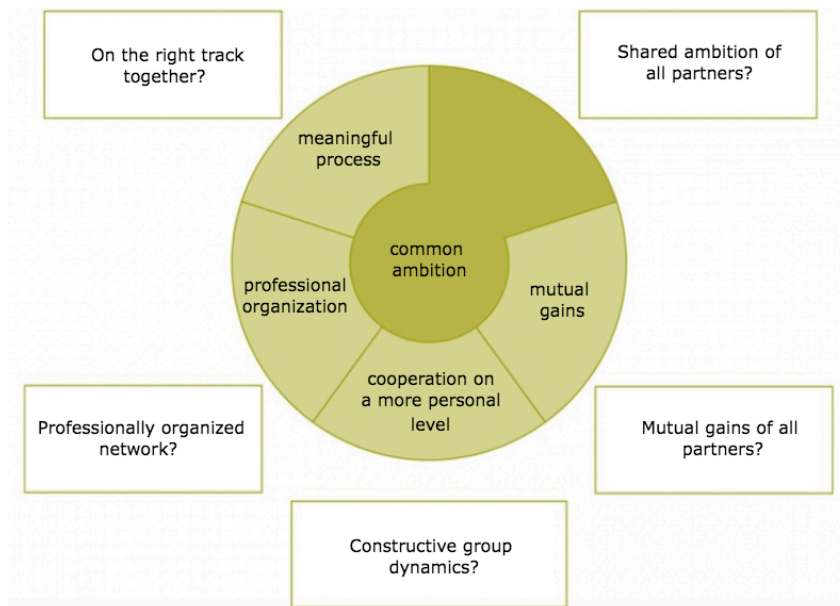 On the right track
together?
Shared ambition of
all partners?
meaningful
process
common
ambition
professional
organization
mutual
gains
cooperation on
a more personal
level
Professionally organized
network?
Mutual gains of all
partners?
Constructive group
dynamics?